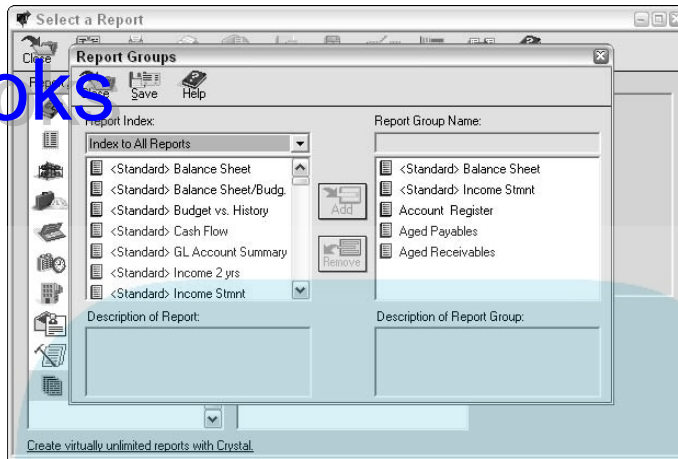 Select a Report
Close
Report Groups
oks
Close
Save
Help
Report Index:
Report Group Name:
Index to All Reports
<Standard> Balance Sheet
<Standard> Balance Sheet/Budg.
<Standard> Budget vs. History
<Standard> Cash Flow
<Standard> GL Account Summary
<Standard> Income 2 yrs
<Standard> Income Stmnt
Add
Remove
<Standard> Balance Sheet
<Standard> Income Stmnt
Account Register
Aged Payables
Aged Receivables
Description of Report:
Description of Report Group:
Create virtually unlimited reports with Crystal.